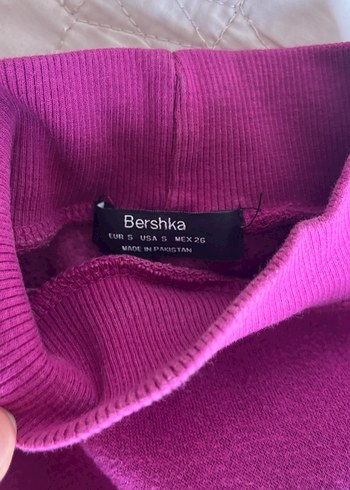 Bershka
EUR S USA S MEX 26
MADE IN PAKISTAN